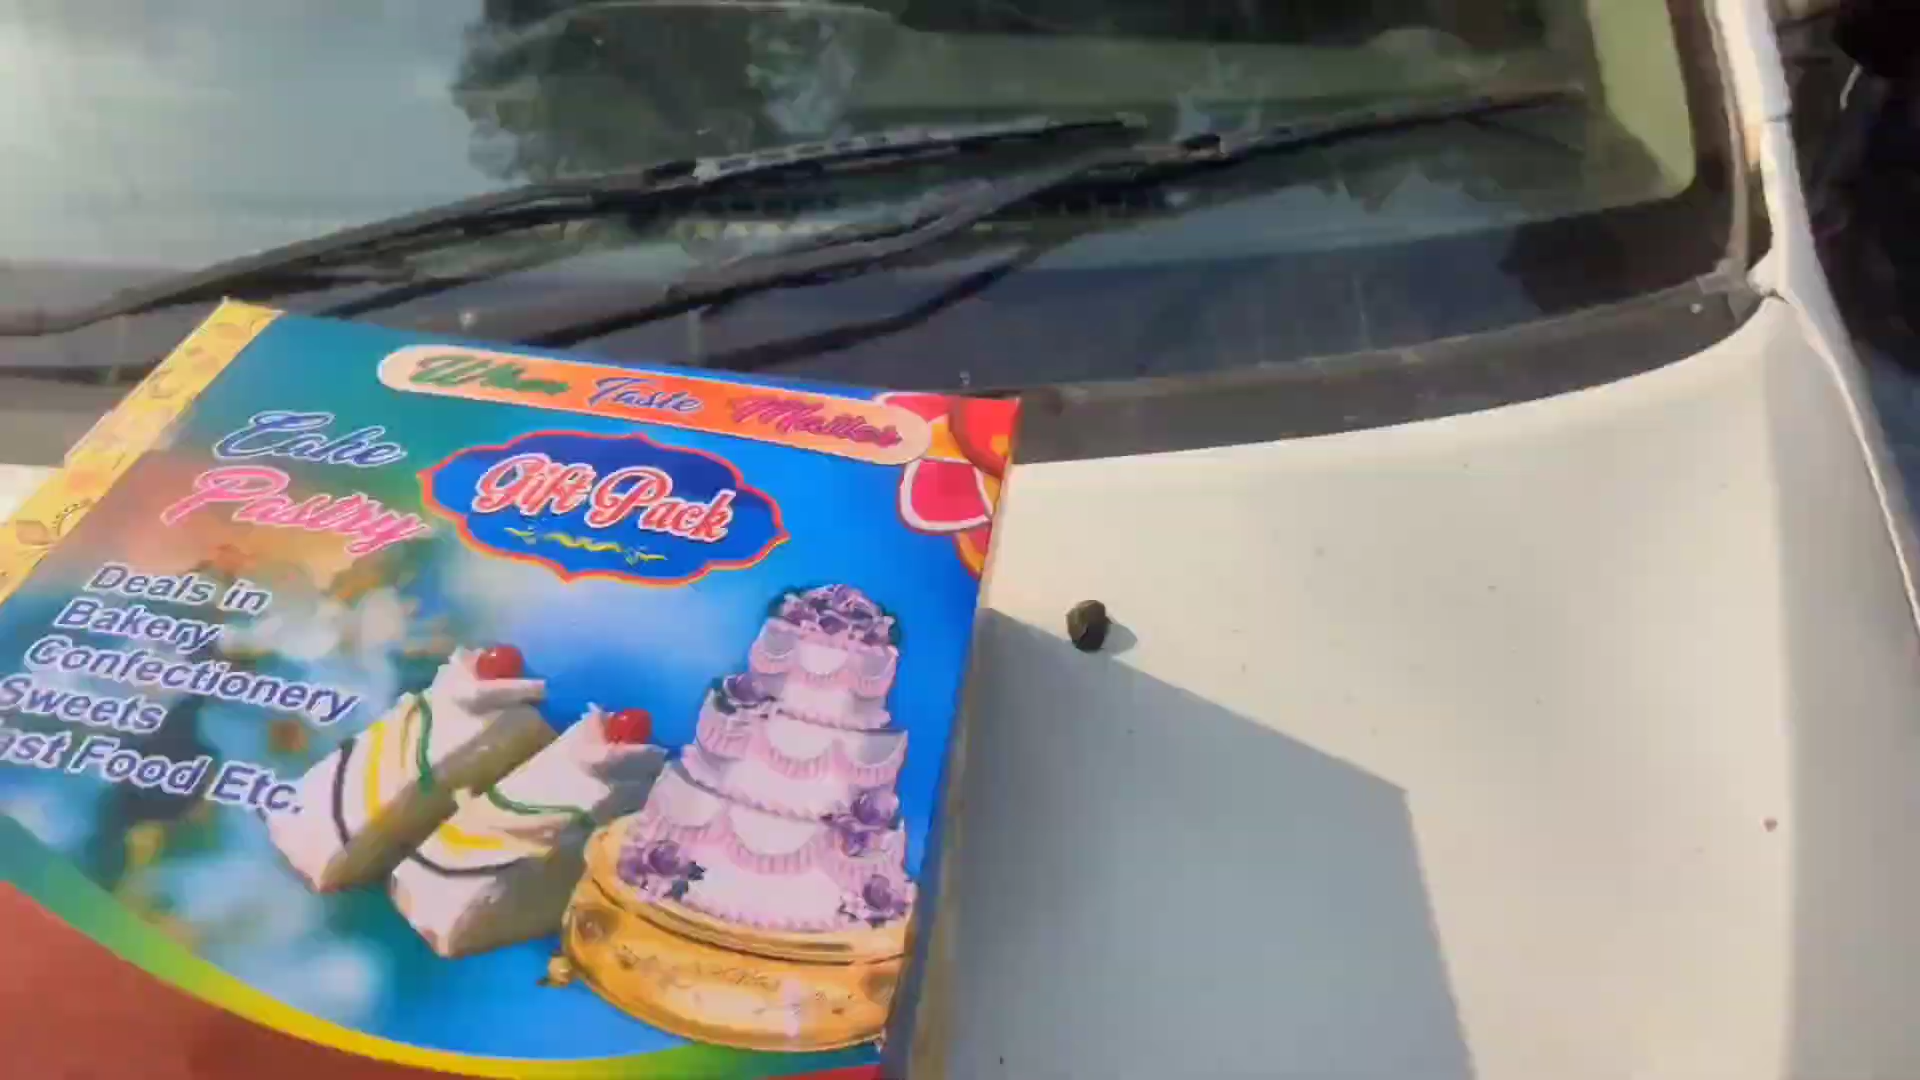 When Taste Matter
Cake
Pastry
Gift Pack
Deals in
Bakery
Confectionery
Sweets
ast Food Etc.